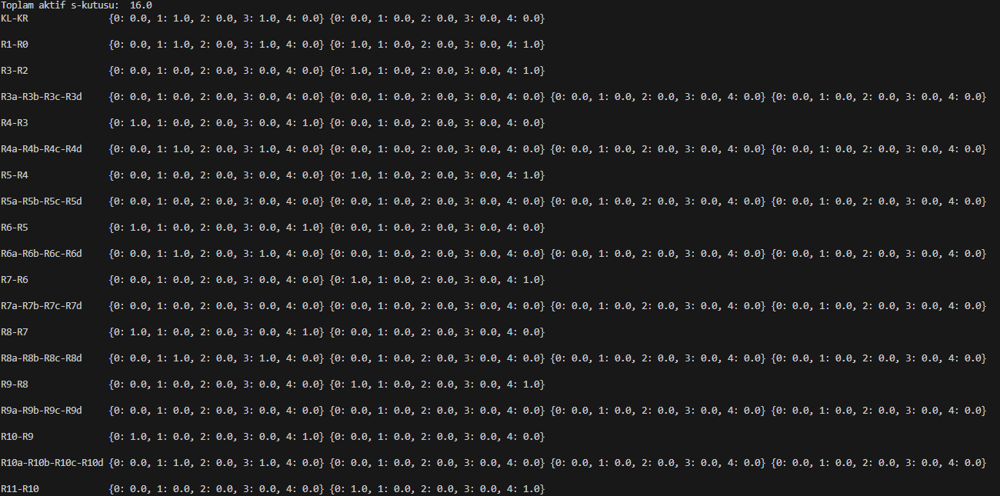 Toplam aktif s-kutusu:  16.0
KL-KR {0: 0.0, 1: 1.0, 2: 0.0, 3: 1.0, 4: 0.0} {0: 0.0, 1: 0.0, 2: 0.0, 3: 0.0, 4: 0.0}
R1-R0 {0: 0.0, 1: 1.0, 2: 0.0, 3: 1.0, 4: 0.0} {0: 1.0, 1: 0.0, 2: 0.0, 3: 0.0, 4: 1.0}
R3-R2 {0: 0.0, 1: 0.0, 2: 0.0, 3: 0.0, 4: 0.0} {0: 1.0, 1: 0.0, 2: 0.0, 3: 0.0, 4: 1.0}
R3a-R3b-R3c-R3d {0: 0.0, 1: 0.0, 2: 0.0, 3: 0.0, 4: 0.0} {0: 0.0, 1: 0.0, 2: 0.0, 3: 0.0, 4: 0.0} {0: 0.0, 1: 0.0, 2: 0.0, 3: 0.0, 4: 0.0} {0: 0.0, 1: 0.0, 2: 0.0, 3: 0.0, 4: 0.0}
R4-R3 {0: 1.0, 1: 0.0, 2: 0.0, 3: 0.0, 4: 1.0} {0: 0.0, 1: 0.0, 2: 0.0, 3: 0.0, 4: 0.0}
R4a-R4b-R4c-R4d {0: 0.0, 1: 1.0, 2: 0.0, 3: 1.0, 4: 0.0} {0: 0.0, 1: 0.0, 2: 0.0, 3: 0.0, 4: 0.0} {0: 0.0, 1: 0.0, 2: 0.0, 3: 0.0, 4: 0.0} {0: 0.0, 1: 0.0, 2: 0.0, 3: 0.0, 4: 0.0}
R5-R4 {0: 0.0, 1: 0.0, 2: 0.0, 3: 0.0, 4: 0.0} {0: 1.0, 1: 0.0, 2: 0.0, 3: 0.0, 4: 1.0}
R5a-R5b-R5c-R5d {0: 0.0, 1: 0.0, 2: 0.0, 3: 0.0, 4: 0.0} {0: 0.0, 1: 0.0, 2: 0.0, 3: 0.0, 4: 0.0} {0: 0.0, 1: 0.0, 2: 0.0, 3: 0.0, 4: 0.0} {0: 0.0, 1: 0.0, 2: 0.0, 3: 0.0, 4: 0.0}
R6-R5 {0: 1.0, 1: 0.0, 2: 0.0, 3: 0.0, 4: 1.0} {0: 0.0, 1: 0.0, 2: 0.0, 3: 0.0, 4: 0.0}
R6a-R6b-R6c-R6d {0: 0.0, 1: 1.0, 2: 0.0, 3: 1.0, 4: 0.0} {0: 0.0, 1: 0.0, 2: 0.0, 3: 0.0, 4: 0.0} {0: 0.0, 1: 0.0, 2: 0.0, 3: 0.0, 4: 0.0} {0: 0.0, 1: 0.0, 2: 0.0, 3: 0.0, 4: 0.0}
R7-R6 {0: 0.0, 1: 0.0, 2: 0.0, 3: 0.0, 4: 0.0} {0: 1.0, 1: 0.0, 2: 0.0, 3: 0.0, 4: 1.0}
R7a-R7b-R7c-R7d {0: 0.0, 1: 0.0, 2: 0.0, 3: 0.0, 4: 0.0} {0: 0.0, 1: 0.0, 2: 0.0, 3: 0.0, 4: 0.0} {0: 0.0, 1: 0.0, 2: 0.0, 3: 0.0, 4: 0.0} {0: 0.0, 1: 0.0, 2: 0.0, 3: 0.0, 4: 0.0}
R8-R7 {0: 1.0, 1: 0.0, 2: 0.0, 3: 0.0, 4: 1.0} {0: 0.0, 1: 0.0, 2: 0.0, 3: 0.0, 4: 0.0}
R8a-R8b-R8c-R8d {0: 0.0, 1: 1.0, 2: 0.0, 3: 1.0, 4: 0.0} {0: 0.0, 1: 0.0, 2: 0.0, 3: 0.0, 4: 0.0} {0: 0.0, 1: 0.0, 2: 0.0, 3: 0.0, 4: 0.0} {0: 0.0, 1: 0.0, 2: 0.0, 3: 0.0, 4: 0.0}
R9-R8 {0: 0.0, 1: 0.0, 2: 0.0, 3: 0.0, 4: 0.0} {0: 1.0, 1: 0.0, 2: 0.0, 3: 0.0, 4: 1.0}
R9a-R9b-R9c-R9d {0: 0.0, 1: 0.0, 2: 0.0, 3: 0.0, 4: 0.0} {0: 0.0, 1: 0.0, 2: 0.0, 3: 0.0, 4: 0.0} {0: 0.0, 1: 0.0, 2: 0.0, 3: 0.0, 4: 0.0} {0: 0.0, 1: 0.0, 2: 0.0, 3: 0.0, 4: 0.0}
R10-R9 {0: 1.0, 1: 0.0, 2: 0.0, 3: 0.0, 4: 1.0} {0: 0.0, 1: 0.0, 2: 0.0, 3: 0.0, 4: 0.0}
R10a-R10b-R10c-R10d {0: 0.0, 1: 1.0, 2: 0.0, 3: 1.0, 4: 0.0} {0: 0.0, 1: 0.0, 2: 0.0, 3: 0.0, 4: 0.0} {0: 0.0, 1: 0.0, 2: 0.0, 3: 0.0, 4: 0.0} {0: 0.0, 1: 0.0, 2: 0.0, 3: 0.0, 4: 0.0}
R11-R10 {0: 0.0, 1: 0.0, 2: 0.0, 3: 0.0, 4: 0.0} {0: 1.0, 1: 0.0, 2: 0.0, 3: 0.0, 4: 1.0}